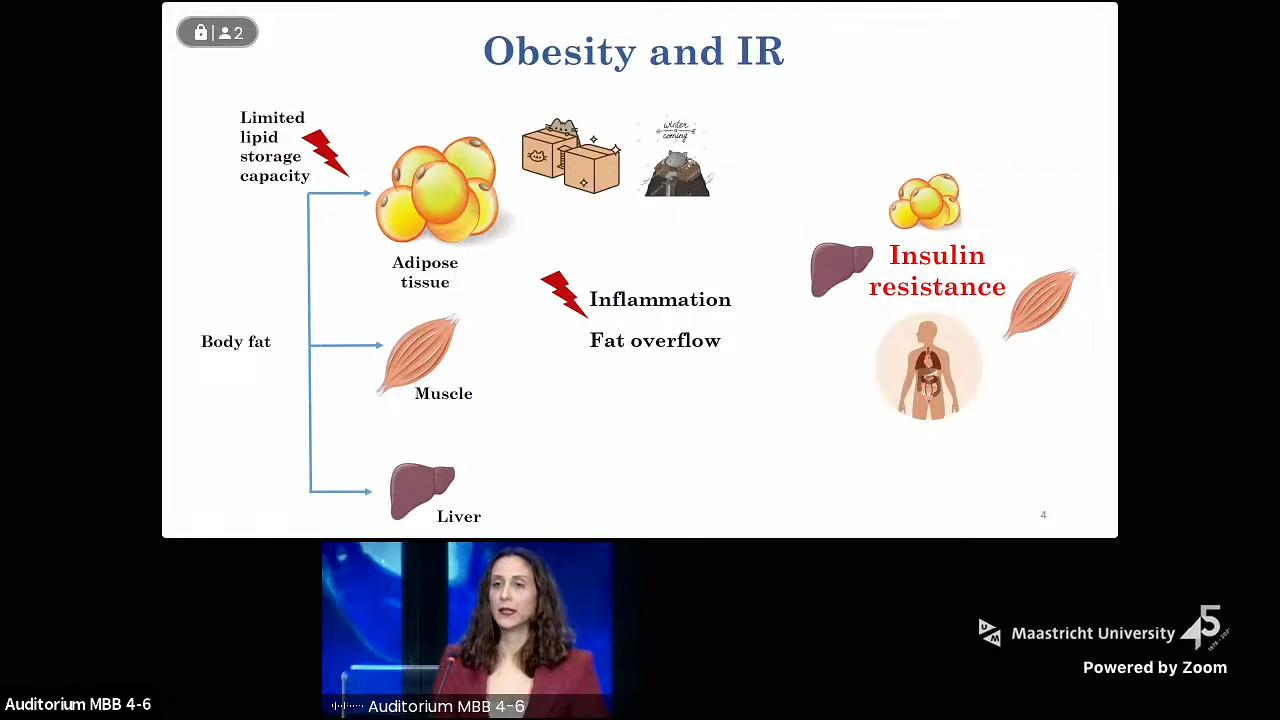 2
Obesity and IR
Limited
lipid
storage
capacity
winter
coming
Adipose
tissue
Inflammation
Fat overflow
Insulin
resistance
Body fat
Muscle
Liver
4
Maastricht University
45
Powered by Zoom
Auditorium MBB 4-6
Auditorium MBB 4-6